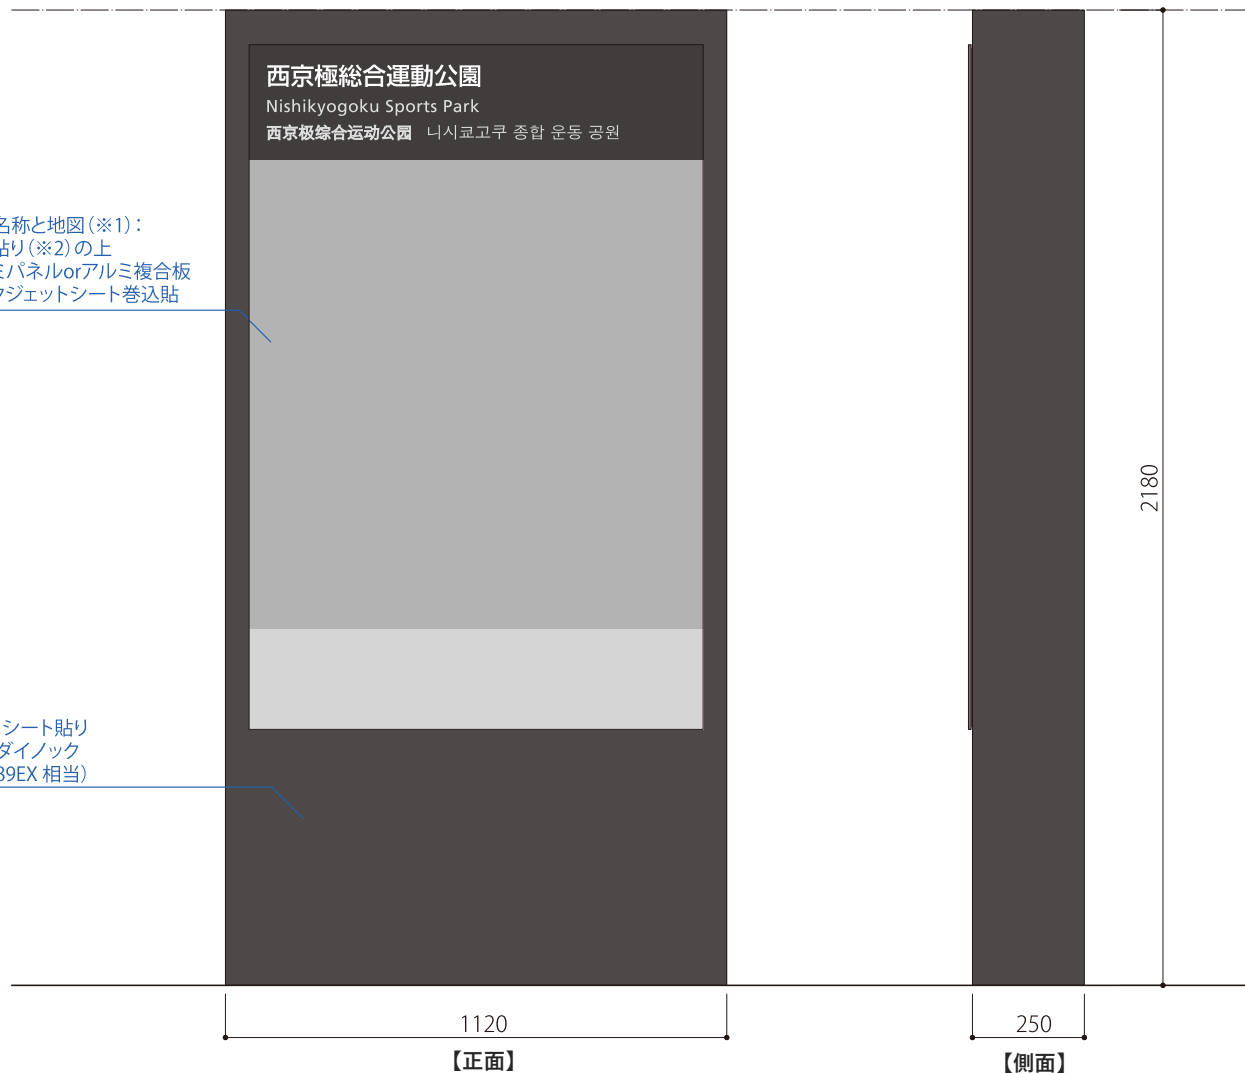 西京極総合運動公園
Nishikyogoku Sports Park
西京极综合运动公园 니시쿄고쿠 종합 운동 공원
名称と地図（※1）：
貼り（※2）の上
ミパネルorアルミ複合板
クジェットシート巻込貼
シート貼り
ダイノック
39EX 相当）
2180
1120
250
【正面】
【側面】